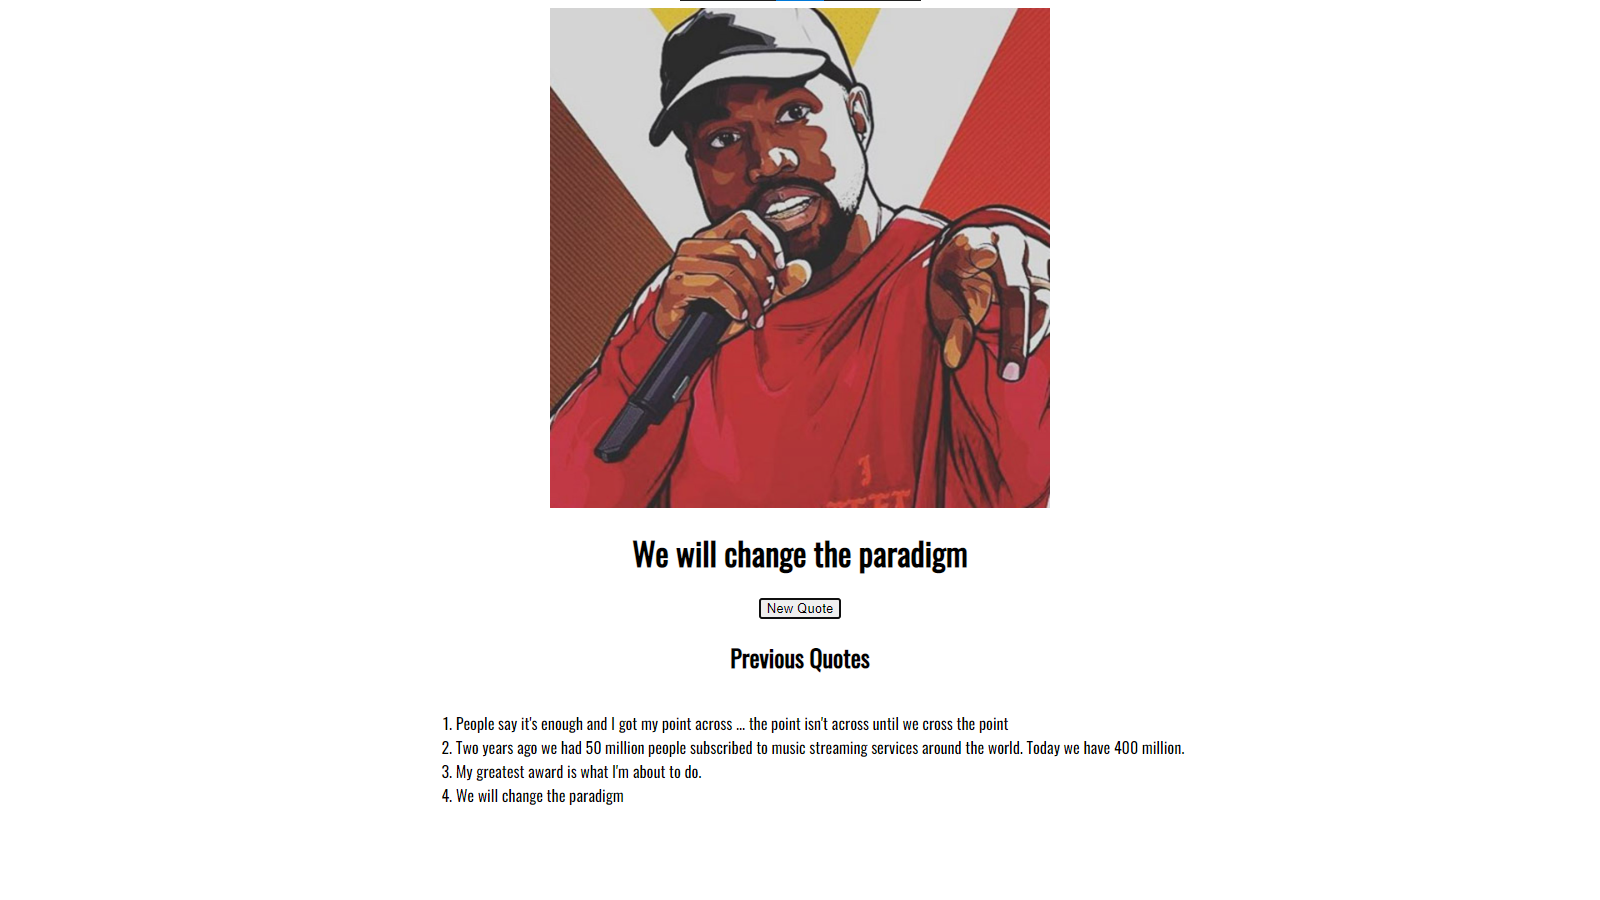 We will change the paradigm
New Quote
Previous Quotes
1. People say it's enough and I got my point across ... the point isn't across until we cross the point
2. Two years ago we had 50 million people subscribed to music streaming services around the world. Today we have 400 million.
3. My greatest award is what I'm about to do.
4. We will change the paradigm